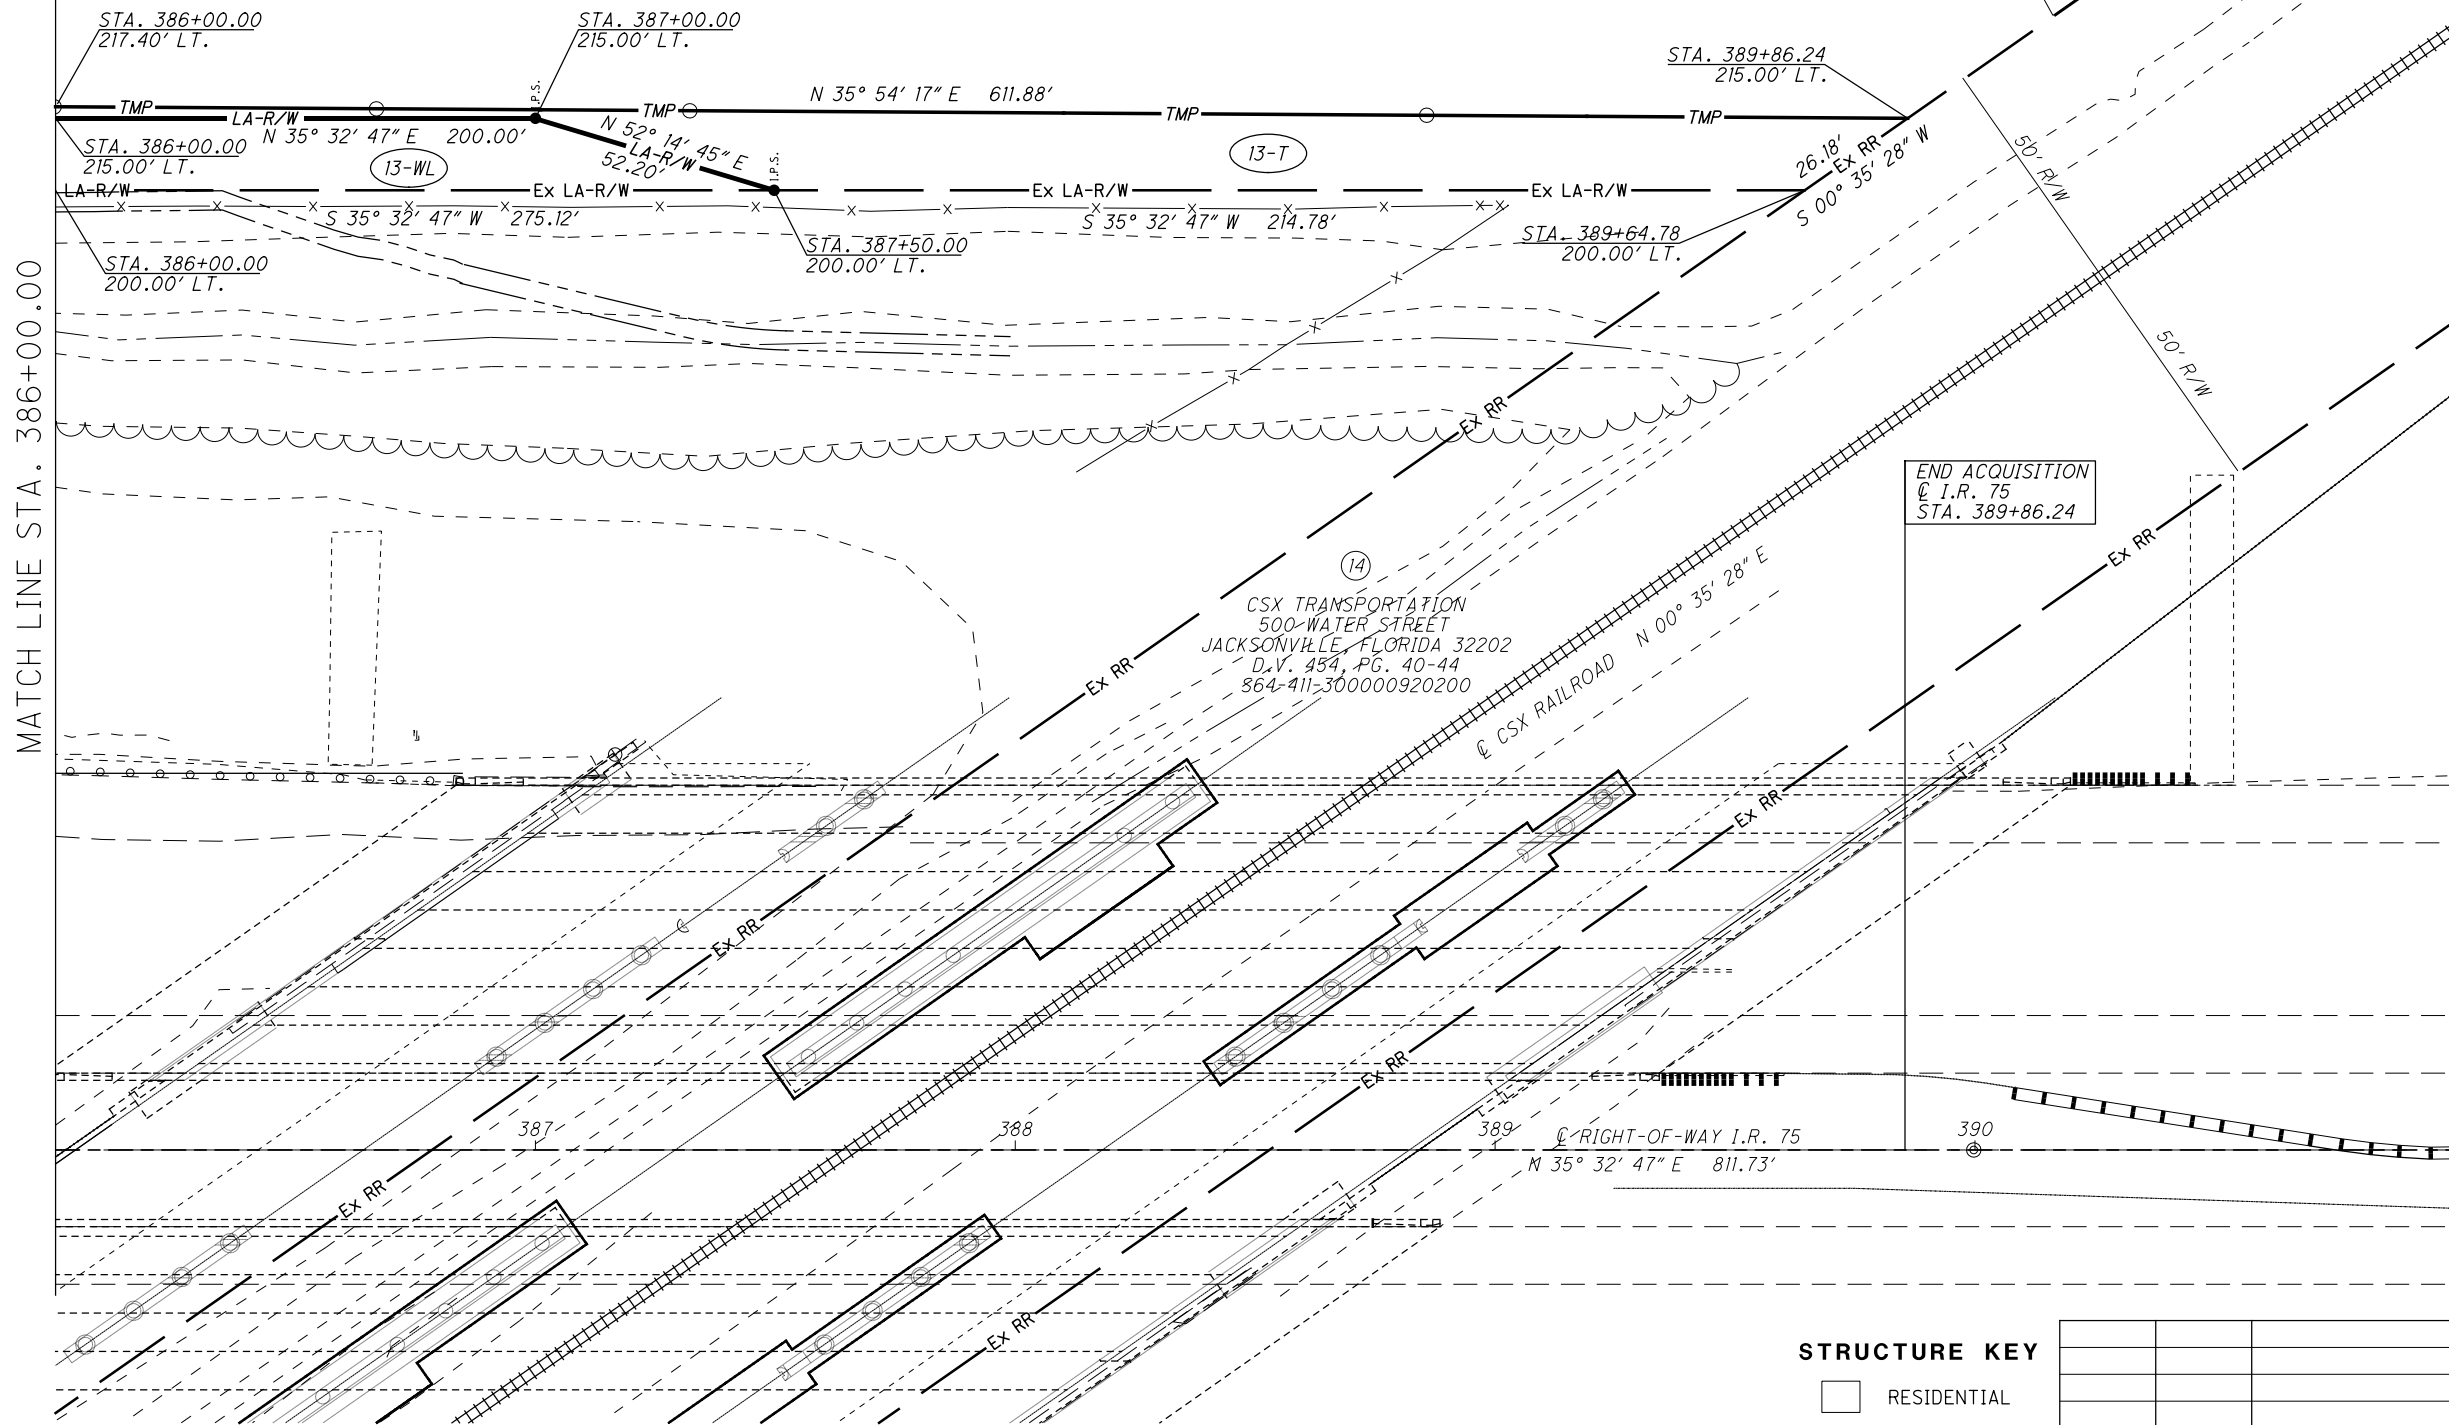 STA. 386+00.00
217.40' LT.
STA. 387+00.00
215.00' LT.
STA. 389+86.24
215.00' LT.
I.P.S.
TMP
TMP
N 35° 54' 17" E 611.88'
TMP
TMP
LA-R/W
N 35° 32' 47" E 200.00'
N 52° 14' 45" E
LA-R/W
52.20'
I.P.S.
STA. 386+00.00
215.00' LT.
13-WL
13-T
26.18'
Ex RR
S 00° 35' 28" W
50' R/W
50' R/W
LA-R/W
Ex LA-R/W
Ex LA-R/W
Ex LA-R/W
S 35° 32' 47" W 275.12'
S 35° 32' 47" W 214.78'
STA. 387+50.00
200.00' LT.
STA. 389+64.78
200.00' LT.
STA. 386+00.00
200.00' LT.
MATCH LINE STA. 386+00.00
Ex RR
END ACQUISITION
℄ I.R. 75
STA. 389+86.24
Ex RR
14
CSX TRANSPORTATION
500 WATER STREET
JACKSONVILLE, FLORIDA 32202
D.V. 454, PG. 40-44
864-411-300000920200
℄ CSX RAILROAD N 00° 35' 28" E
Ex RR
Ex RR
Ex RR
Ex RR
387
388
389
℄ RIGHT-OF-WAY I.R. 75
390
N 35° 32' 47" E 811.73'
Ex RR
Ex RR
STRUCTURE KEY
RESIDENTIAL